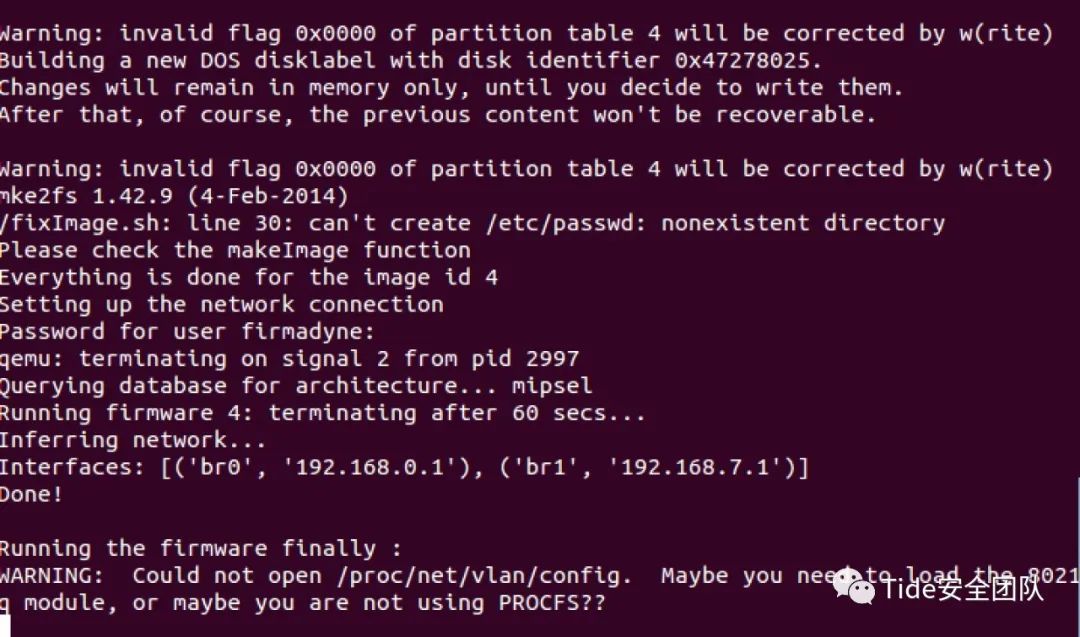 Warning: invalid flag 0x0000 of partition table 4 will be corrected by w(rite)
Building a new DOS disklabel with disk identifier 0x47278025.
Changes will remain in memory only, until you decide to write them.
After that, of course, the previous content won't be recoverable.
Warning: invalid flag 0x0000 of partition table 4 will be corrected by w(rite)
mke2fs 1.42.9 (4-Feb-2014)
/fixImage.sh: line 30: can't create /etc/passwd: nonexistent directory
Please check the makeImage function
Everything is done for the image id 4
Setting up the network connection
Password for user firmadyne:
qemu: terminating on signal 2 from pid 2997
Querying database for architecture... mipsel
Running firmware 4: terminating after 60 secs...
Inferring network...
Interfaces: [('br0', '192.168.0.1'), ('br1', '192.168.7.1')]
Done!
Running the firmware finally :
WARNING:  Could not open /proc/net/vlan/config.  Maybe you need to load the 8021
q module, or maybe you are not using PROCFS??
Tide安全团队